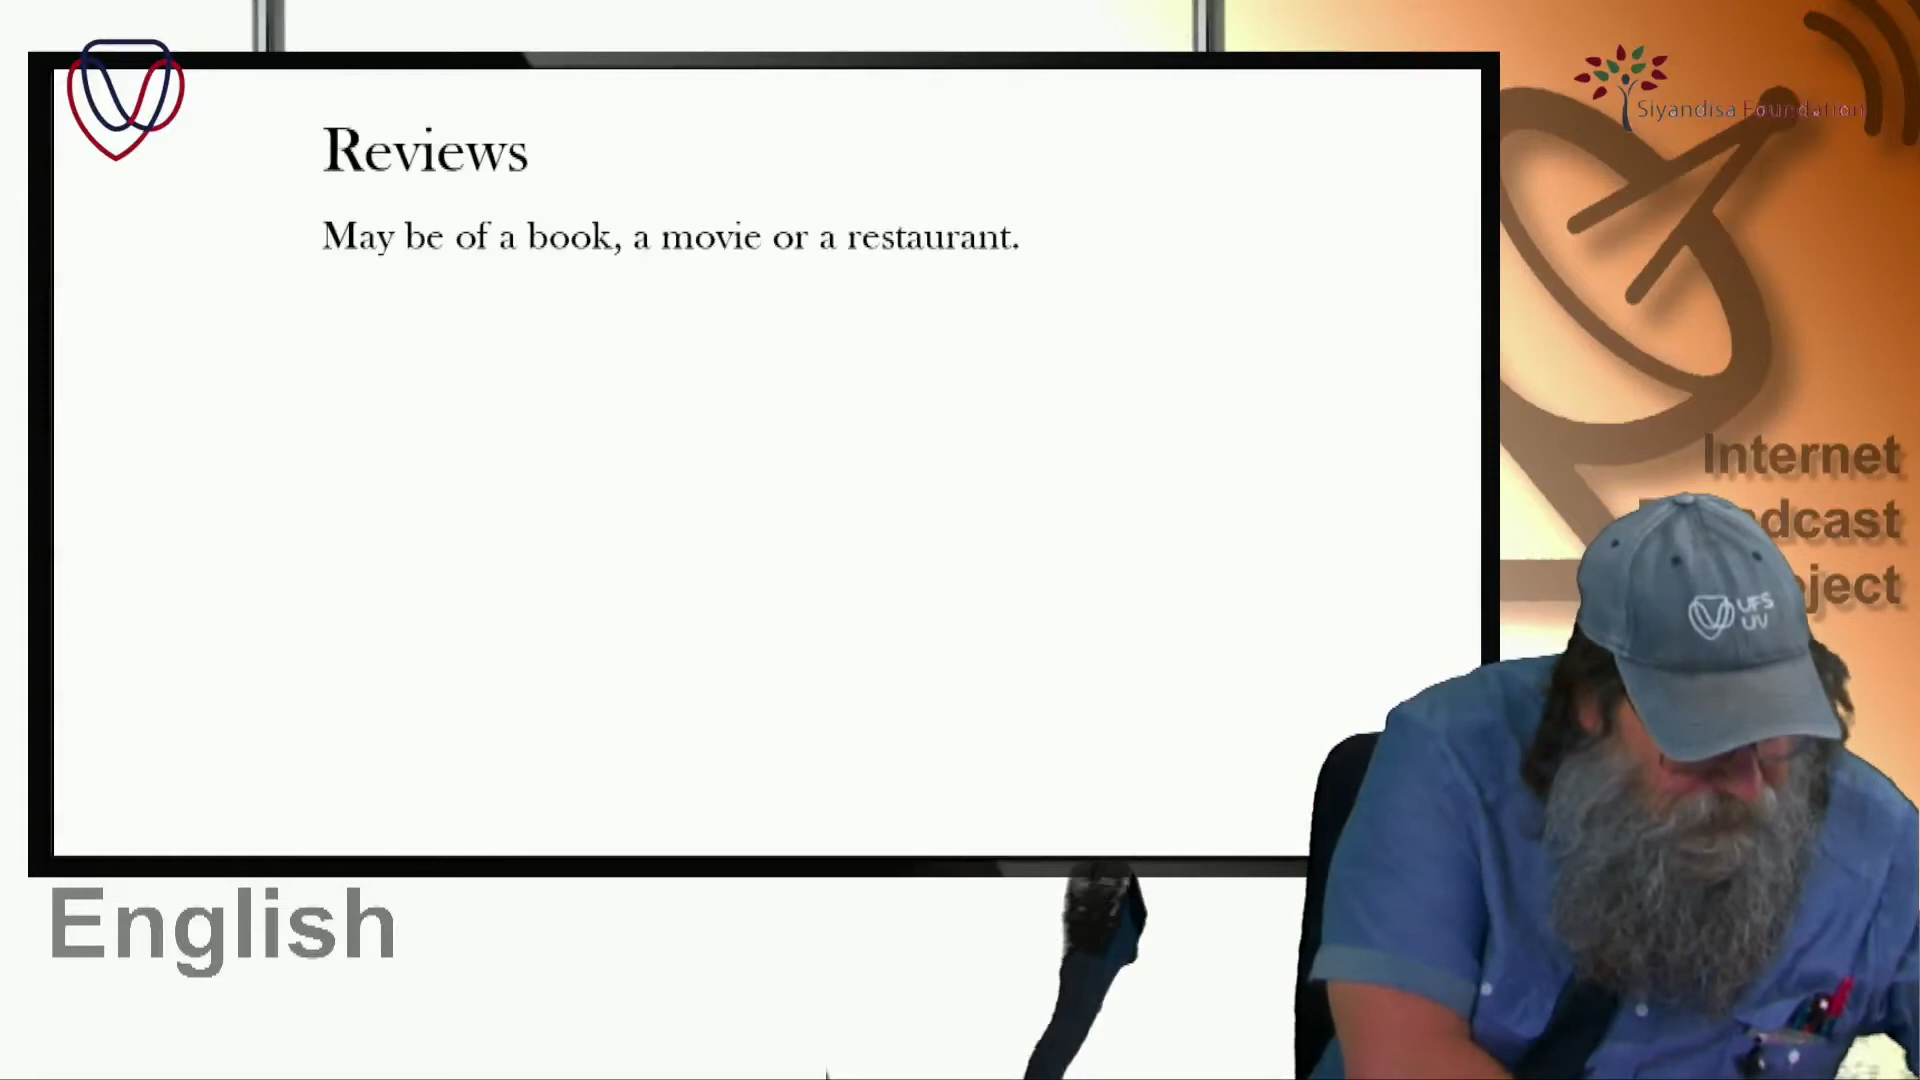 Siyandisa Foundation
Reviews
May be of a book, a movie or a restaurant.
Internet
dcast
ject
UFS
UV
English